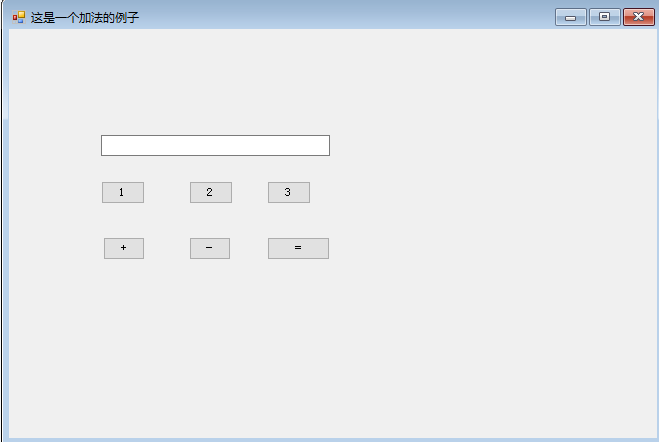 这是一个加法的例子
1 2 3
+ - =